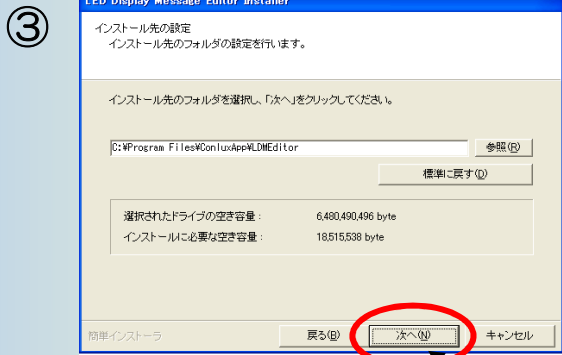 ③
LED Display Message Editor Installer
インストール先の設定
インストール先のフォルダの設定を行います。
インストール先のフォルダを選択し、「次へ」をクリックしてください。
C:¥Program Files¥ConluxApp¥LDMEditor
参照(R)
標準に戻す(D)
選択されたドライブの空き容量： 6,480,490,496 byte
インストールに必要な空き容量： 18,515,538 byte
簡単インストーラ
戻る(B) 次へ(N) キャンセル